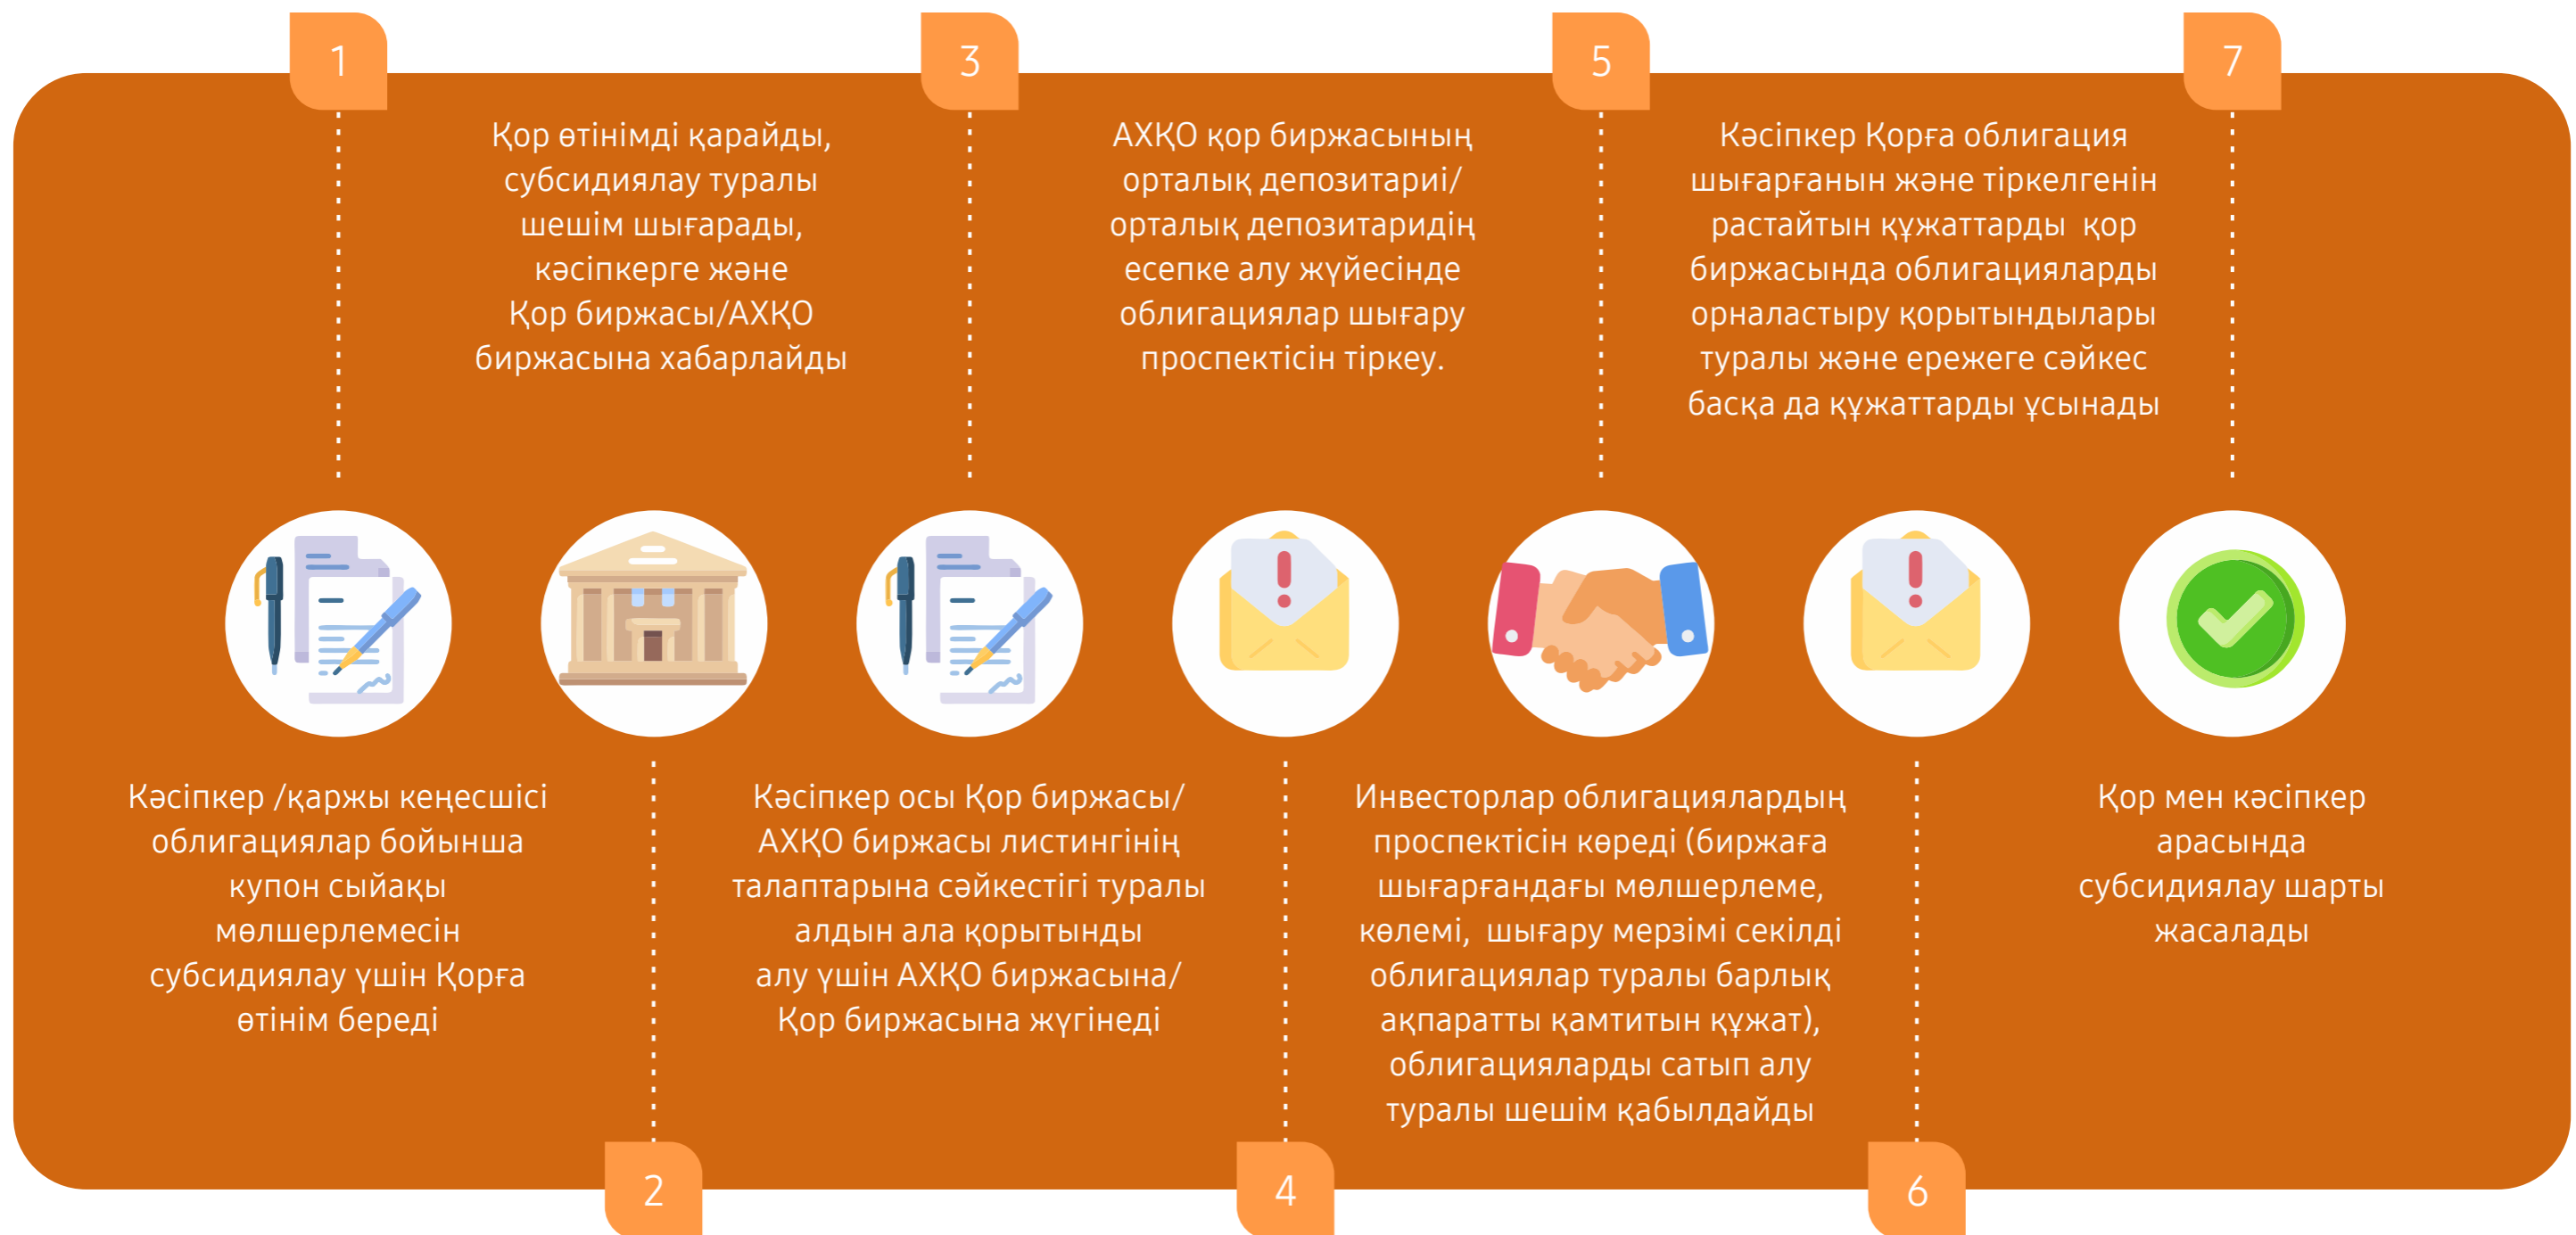 1
Кәсіпкер /қаржы кеңесшісі
облигациялар бойынша
купон сыйақы
мөлшерлемесін
субсидиялау үшін Қорға
өтінім береді
2
Қор өтінімді қарайды,
субсидиялау туралы
шешім шығарады,
кәсіпкерге және
Қор биржасы/АХҚО
биржасына хабарлайды
3
Кәсіпкер осы Қор биржасы/
АХҚО биржасы листингінің
талаптарына сәйкестігі туралы
алдын ала қорытынды
алу үшін АХҚО биржасына/
Қор биржасына жүгінеді
4
АХҚО қор биржасының
орталық депозитариі/
орталық депозитаридің
есепке алу жүйесінде
облигациялар шығару
проспектісін тіркеу.
5
Инвесторлар облигациялардың
проспектісін көреді (биржаға
шығарғандағы мөлшерлеме,
көлемі, шығару мерзімі секілді
облигациялар туралы барлық
ақпаратты қамтитын құжат),
облигацияларды сатып алу
туралы шешім қабылдайды
6
Кәсіпкер Қорға облигация
шығарғанын және тіркелгенін
растайтын құжаттарды қор
биржасында облигацияларды
орналастыру қорытындылары
туралы және ережеге сәйкес
басқа да құжаттарды ұсынады
7
Қор мен кәсіпкер
арасында
субсидиялау шарты
жасалады